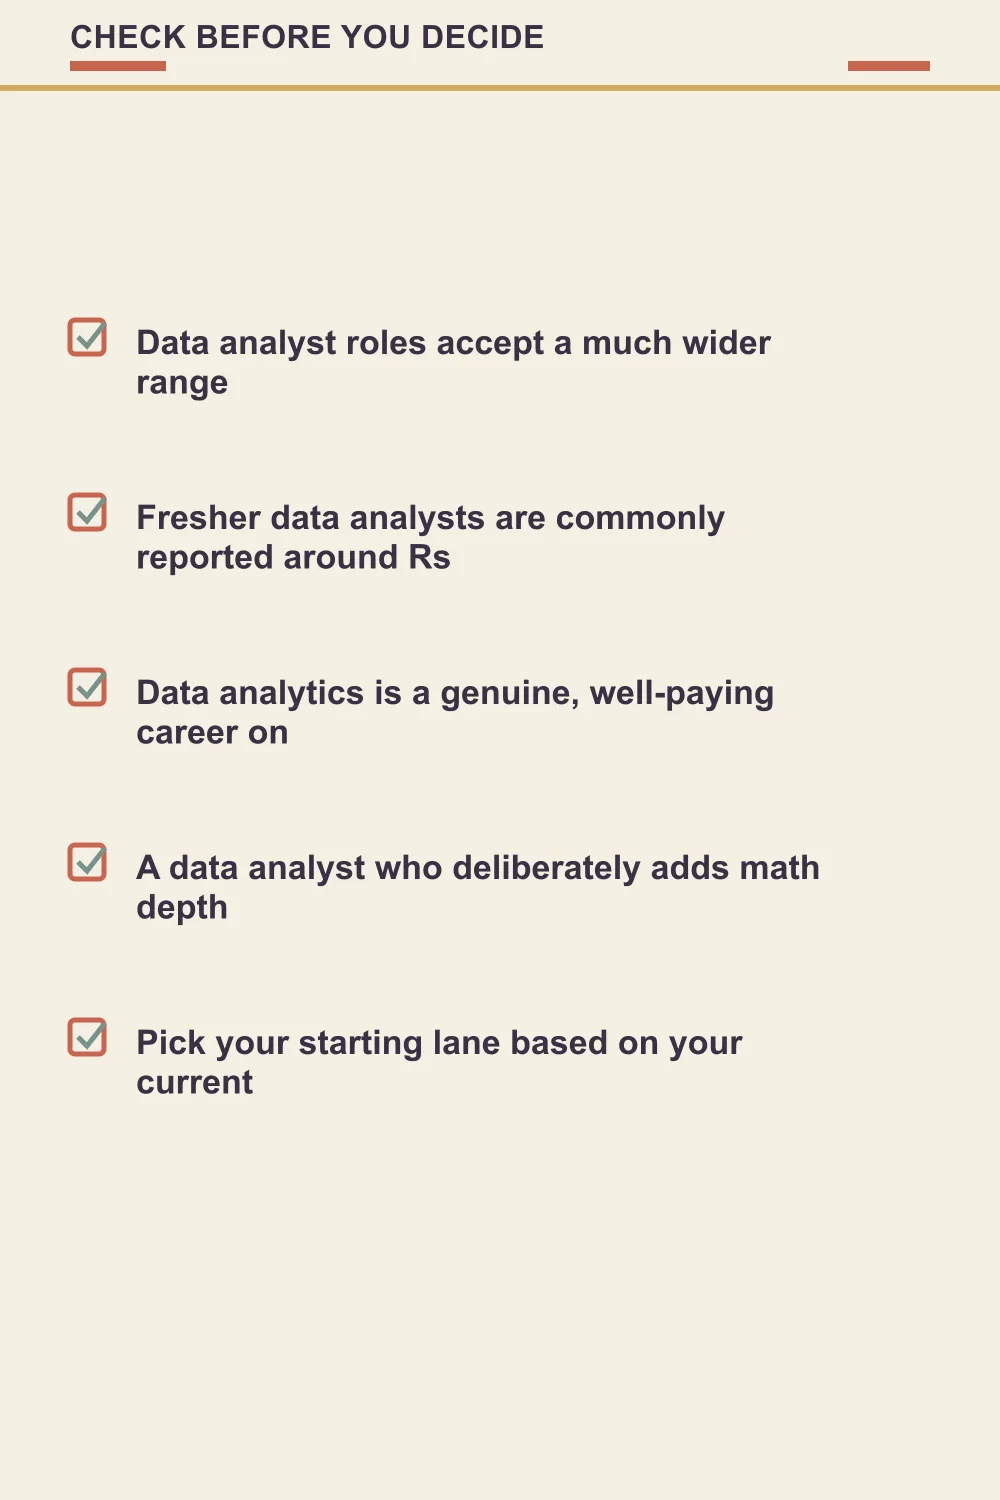 CHECK BEFORE YOU DECIDE
Data analyst roles accept a much wider
range
Fresher data analysts are commonly
reported around Rs
Data analytics is a genuine, well-paying
career on
A data analyst who deliberately adds math
depth
Pick your starting lane based on your
current